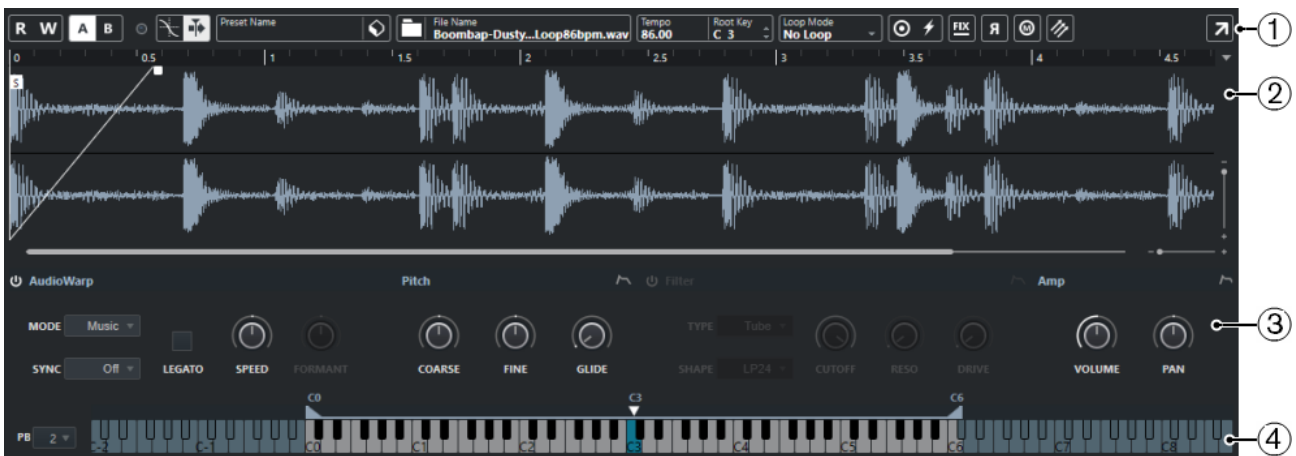 R W A B Preset Name File Name Tempo Root Key Loop Mode FIX R M 1
Boombap-Dusty...Loop86bpm.wav 86.00 C 3 No Loop
0 0.5 1 1.5 2 2.5 3 3.5 4 4.5
S
2
AudioWarp Pitch Filter Amp
MODE Music TYPE Tube 3
SYNC Off LEGATO SPEED FORMANT COARSE FINE GLIDE SHAPE LP24 CUTOFF RESO DRIVE VOLUME PAN
C0 C3 C6
PB 2 C-2 C-1 C0 C1 C2 C3 C4 C5 C6 C7 C8 4